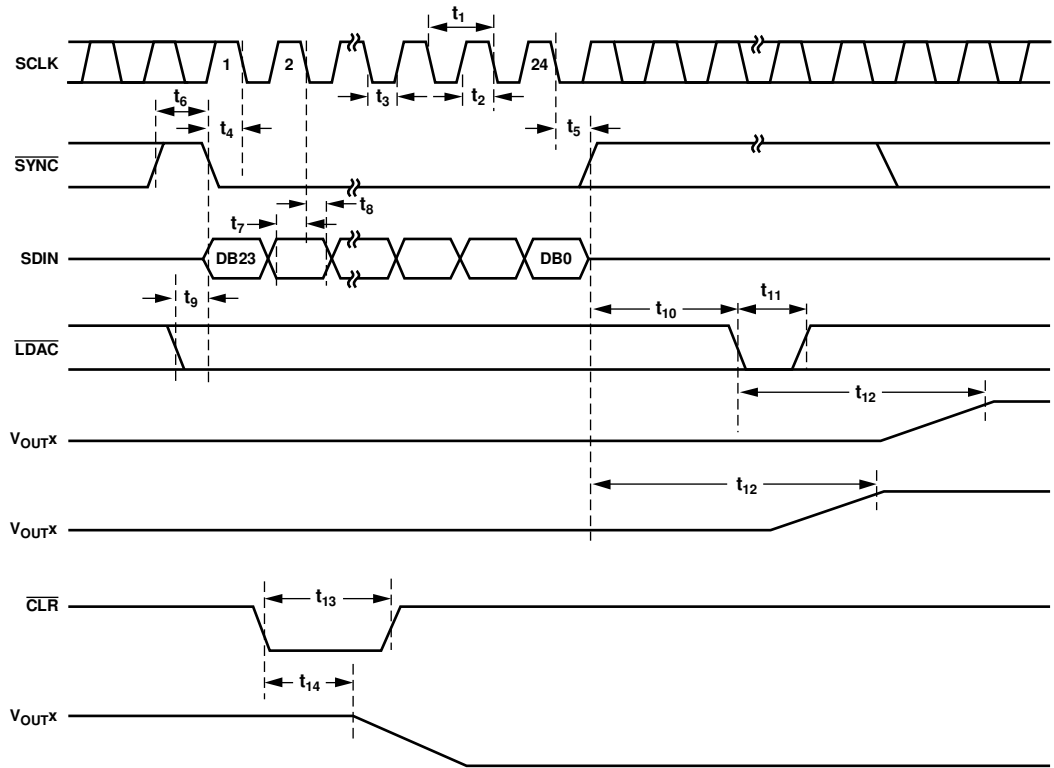 t1
SCLK
1
2
24
t3
t2
t6
t4
t5
SYNC
t8
t7
SDIN
DB23
DB0
t9
t10
t11
LDAC
t12
VOUTx
t12
VOUTx
CLR
t13
t14
VOUTx